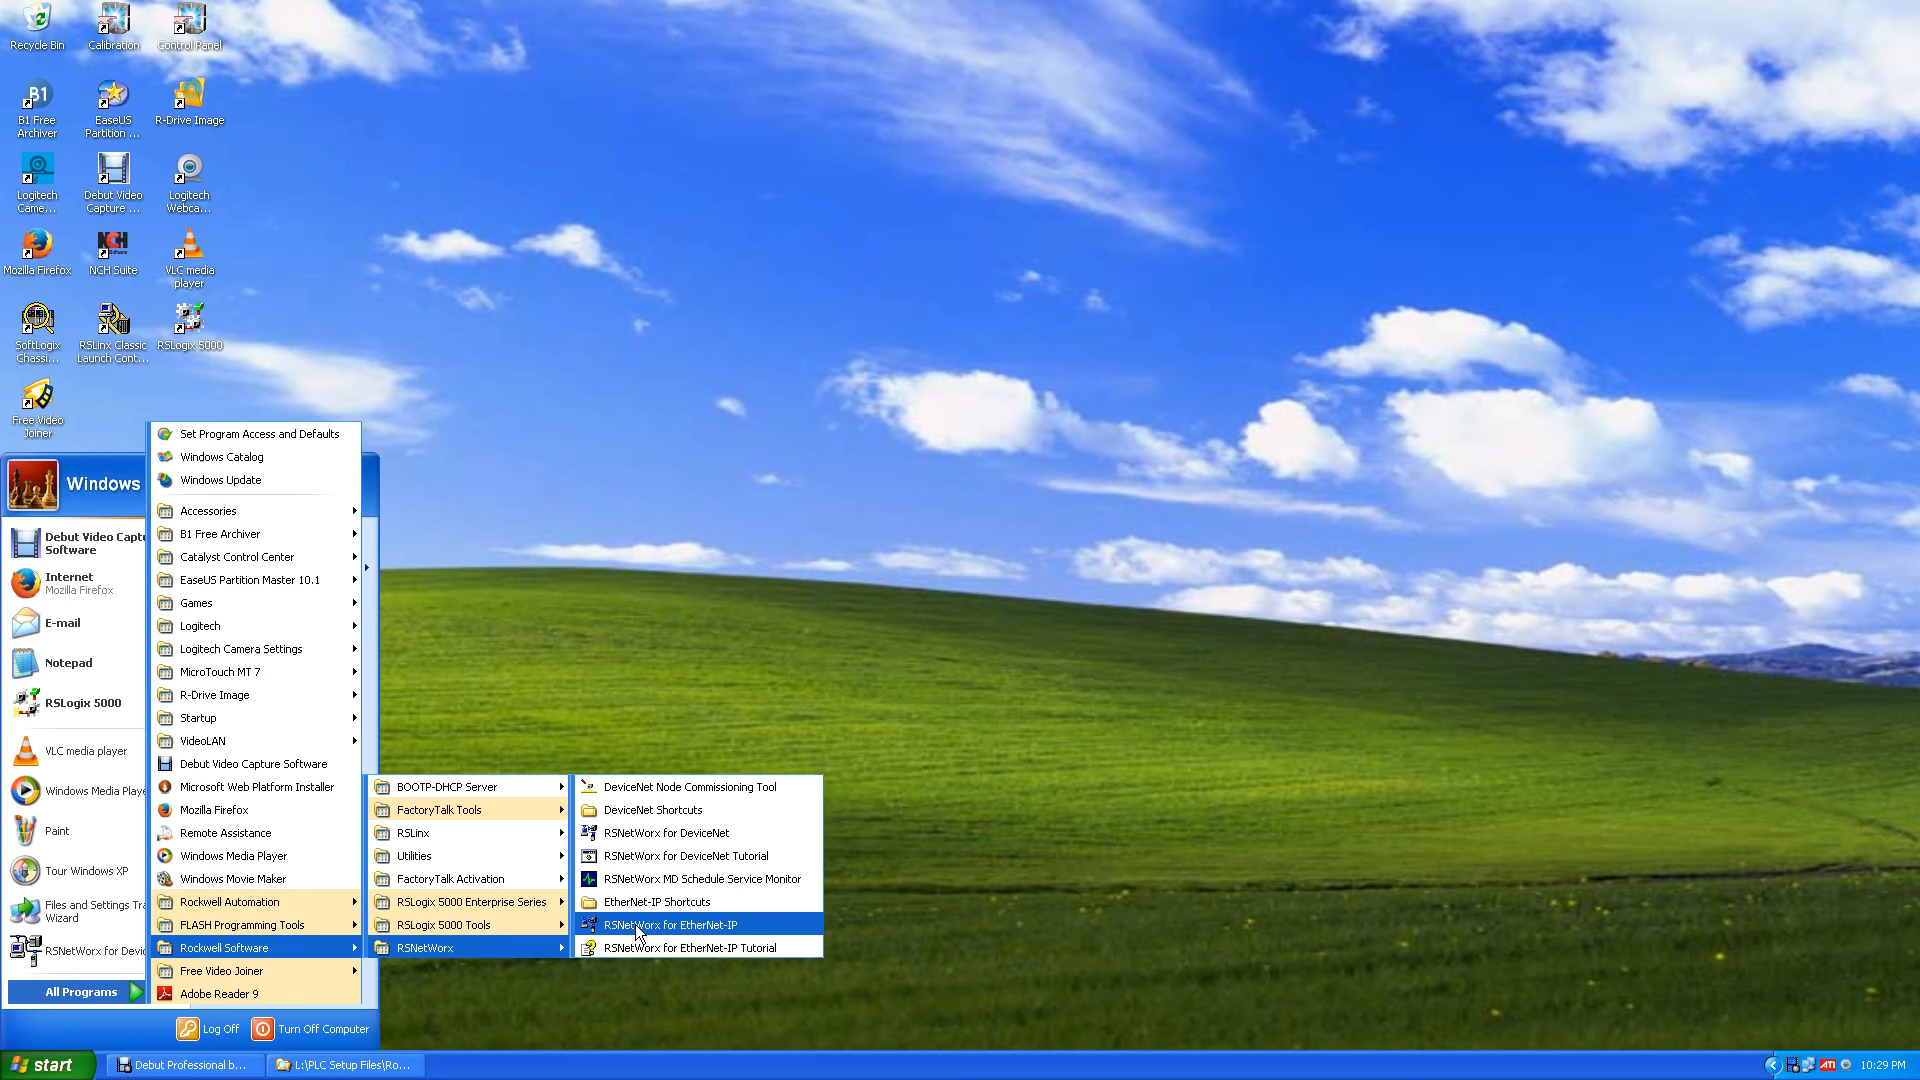 Recycle Bin
Calibration
Control Panel
B1
B1 Free
Archiver
EaseUS
Partition ...
R-Drive Image
Logitech
Came...
Debut Video
Capture ...
Logitech
Webca...
Mozilla Firefox
NCH
NCH Suite
VLC media
player
SoftLogix
Chassi...
RSLinx Classic
Launch Cont...
RSLogix 5000
Free Video
Joiner
Windows
Debut Video Captu
Software
Internet
Mozilla Firefox
E-mail
Notepad
RSLogix 5000
VLC media player
Windows Media Playe
Paint
Tour Windows XP
Files and Settings Tra
Wizard
RSNetWorx for Devic
All Programs
Log Off
Turn Off Computer
Set Program Access and Defaults
Windows Catalog
Windows Update
Accessories
B1 Free Archiver
Catalyst Control Center
EaseUS Partition Master 10.1
Games
Logitech
Logitech Camera Settings
MicroTouch MT 7
R-Drive Image
Startup
VideoLAN
Debut Video Capture Software
Microsoft Web Platform Installer
Mozilla Firefox
Remote Assistance
Windows Media Player
Windows Movie Maker
Rockwell Automation
FLASH Programming Tools
Rockwell Software
Free Video Joiner
Adobe Reader 9
BOOTP-DHCP Server
FactoryTalk Tools
RSLinx
Utilities
FactoryTalk Activation
RSLogix 5000 Enterprise Series
RSLogix 5000 Tools
RSNetWorx
DeviceNet Node Commissioning Tool
DeviceNet Shortcuts
RSNetWorx for DeviceNet
RSNetWorx for DeviceNet Tutorial
RSNetWorx MD Schedule Service Monitor
EtherNet-IP Shortcuts
RSNetWorx for EtherNet-IP
RSNetWorx for EtherNet-IP Tutorial
start
Debut Professional b...
L:\PLC Setup Files\Ro...
ATI
10:29 PM